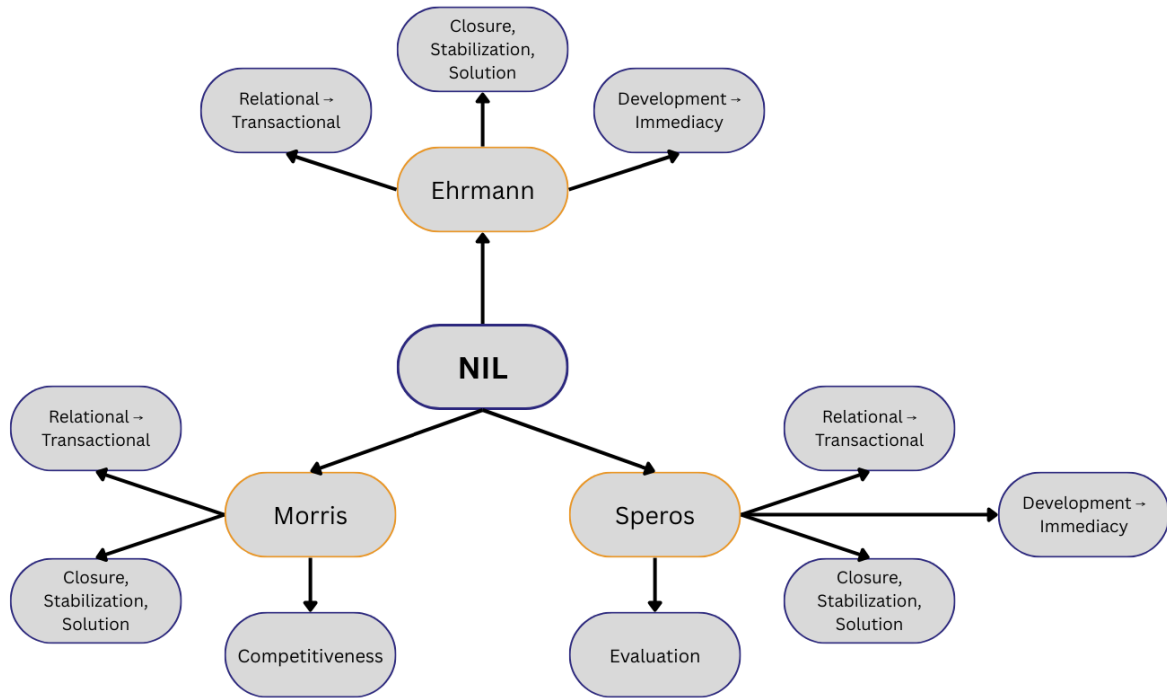 Closure,
Stabilization,
Solution
Relational →
Transactional
Development →
Immediacy
Ehrmann
NIL
Relational →
Transactional
Relational →
Transactional
Morris
Speros
Development →
Immediacy
Closure,
Stabilization,
Solution
Closure,
Stabilization,
Solution
Competitiveness
Evaluation